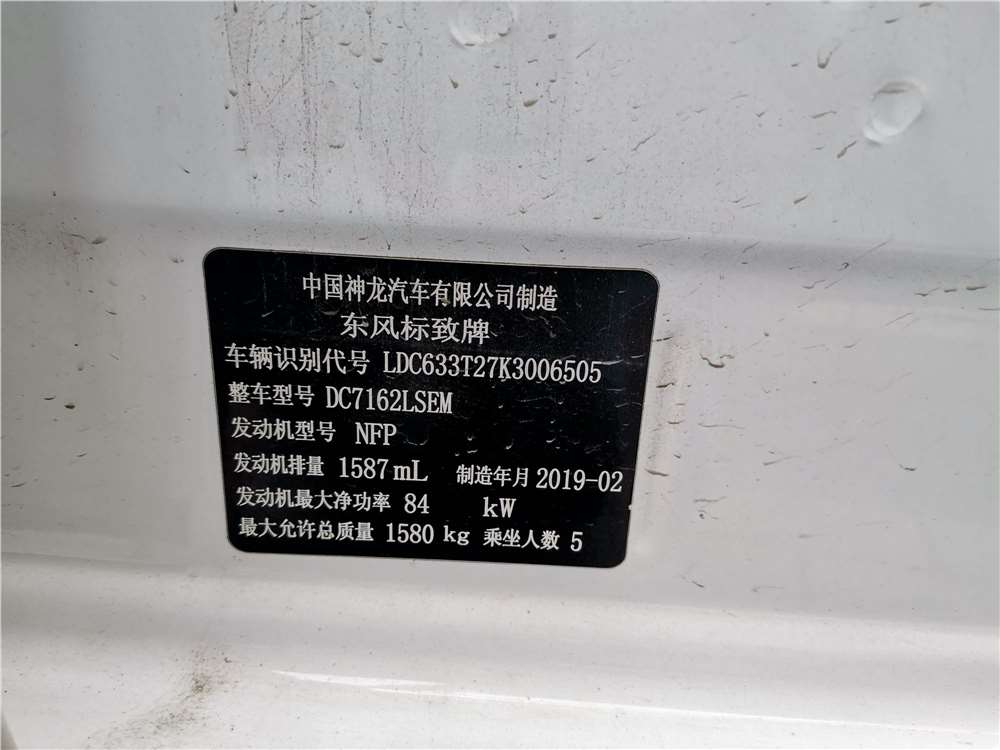 中国神龙汽车有限公司制造
东风标致牌
车辆识别代号 LDC633T27K3006505
整车型号 DC7162LSEM
发动机型号 NFP
发动机排量 1587mL 制造年月 2019-02
发动机最大净功率 84 kW
最大允许总质量 1580 kg 乘坐人数 5